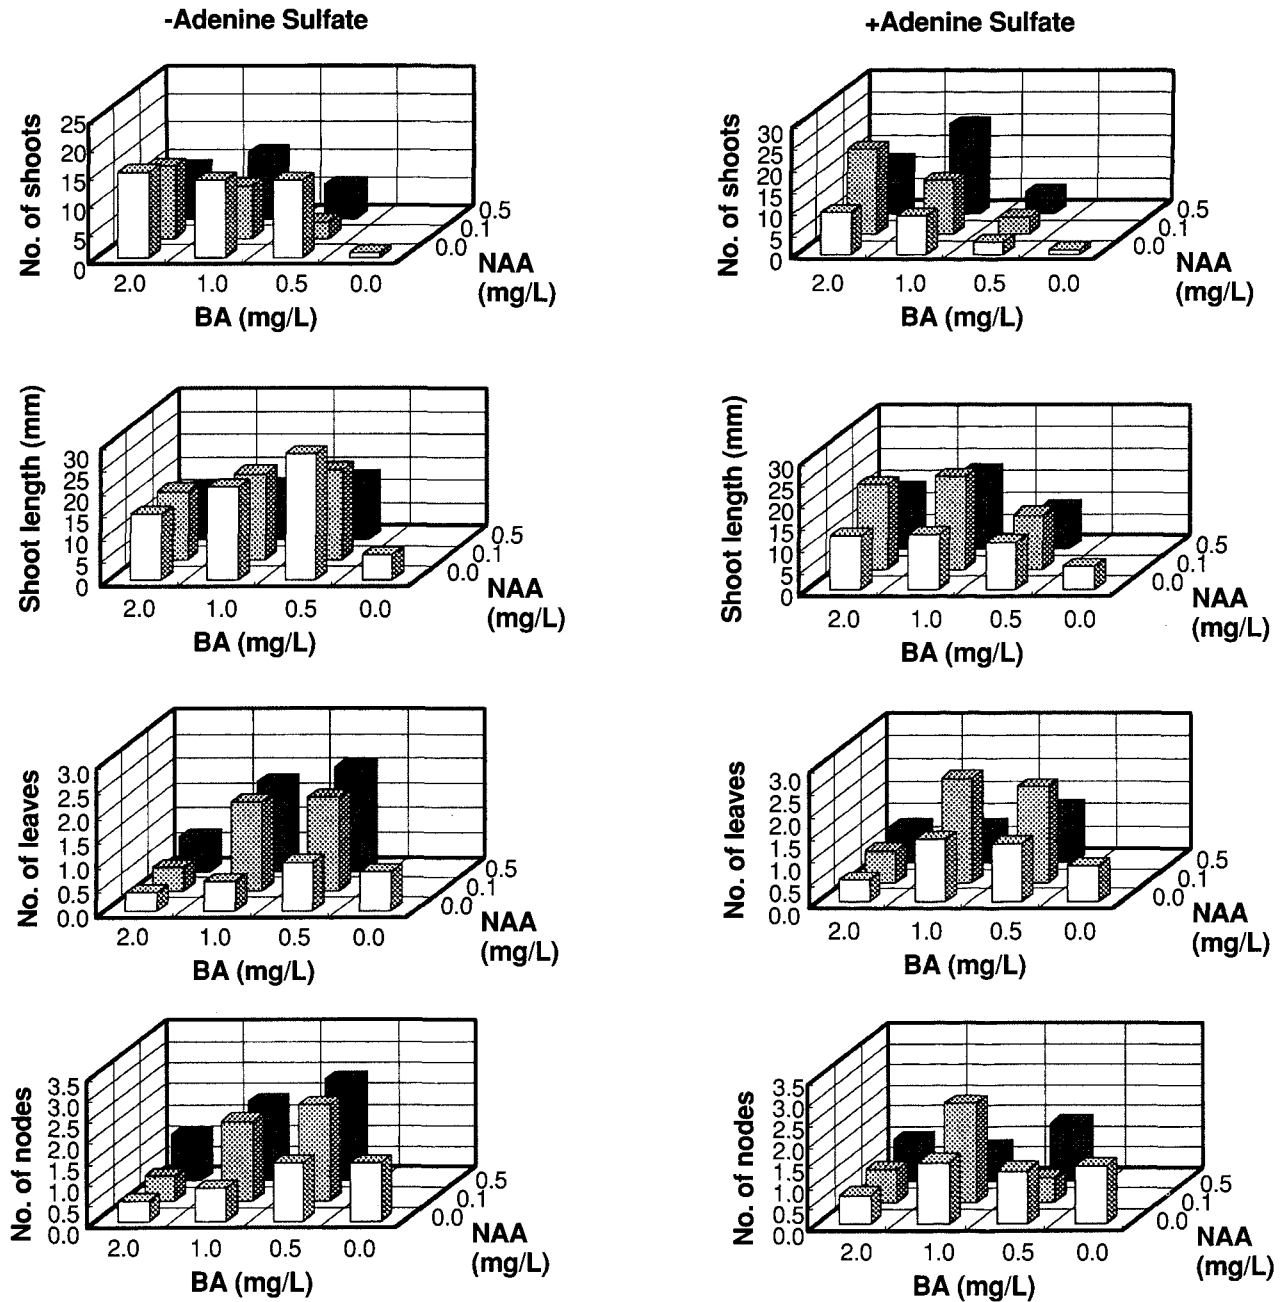 -Adenine Sulfate
+Adenine Sulfate
No. of shoots
25
20
15
10
5
0
2.0 1.0 0.5 0.0
BA (mg/L)
0.0
0.1
0.5
NAA
(mg/L)
No. of shoots
30
25
20
15
10
5
0
2.0 1.0 0.5 0.0
BA (mg/L)
0.0
0.1
0.5
NAA
(mg/L)
Shoot length (mm)
30
25
20
15
10
5
0
2.0 1.0 0.5 0.0
BA (mg/L)
0.0
0.1
0.5
NAA
(mg/L)
Shoot length (mm)
30
25
20
15
10
5
0
2.0 1.0 0.5 0.0
BA (mg/L)
0.0
0.1
0.5
NAA
(mg/L)
No. of leaves
3.0
2.5
2.0
1.5
1.0
0.5
0.0
2.0 1.0 0.5 0.0
BA (mg/L)
0.0
0.1
0.5
NAA
(mg/L)
No. of leaves
3.0
2.5
2.0
1.5
1.0
0.5
0.0
2.0 1.0 0.5 0.0
BA (mg/L)
0.0
0.1
0.5
NAA
(mg/L)
No. of nodes
3.5
3.0
2.5
2.0
1.5
1.0
0.5
0.0
2.0 1.0 0.5 0.0
BA (mg/L)
0.0
0.1
0.5
NAA
(mg/L)
No. of nodes
3.5
3.0
2.5
2.0
1.5
1.0
0.5
0.0
2.0 1.0 0.5 0.0
BA (mg/L)
0.0
0.1
0.5
NAA
(mg/L)